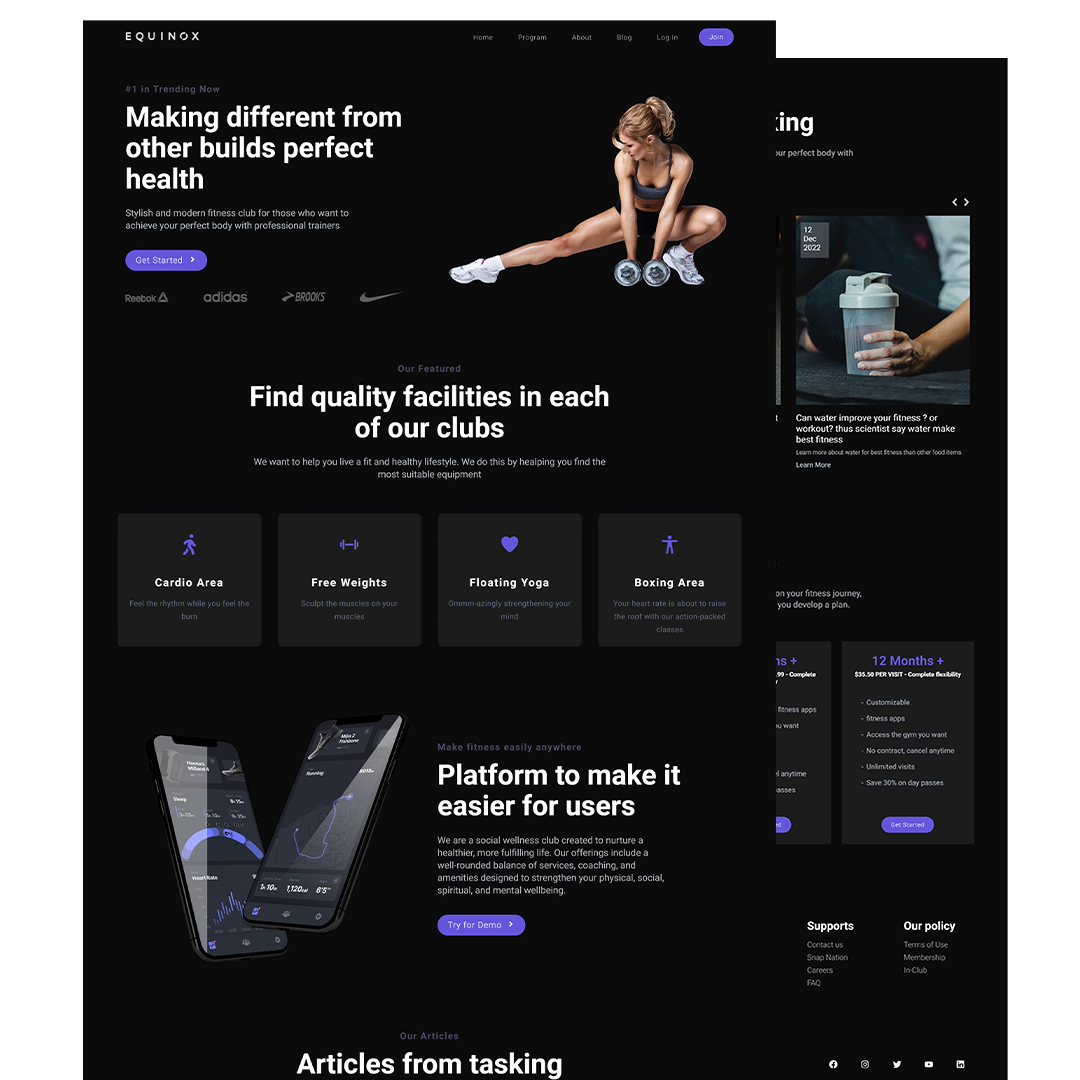 EQUINOX
Home Program About Blog Log In Join
#1 in Trending Now
Making different from
other builds perfect
health
Stylish and modern fitness club for those who want to
achieve your perfect body with professional trainers
Get Started
Reebok adidas BROOKS
Our Featured
Find quality facilities in each
of our clubs
We want to help you live a fit and healthy lifestyle. We do this by healping you find the
most suitable equipment
Cardio Area
Feel the rhythm while you feel the
burn
Free Weights
Sculpt the muscles on your
muscles
Floating Yoga
Ommm-azingly strengthening your
mind
Boxing Area
Your heart rate is about to raise
the roof with our action-packed
classes
Sleep
Heart Rate
Running
1,120
6'5
Make fitness easily anywhere
Platform to make it
easier for users
We are a social wellness club created to nurture a
healthier, more fulfilling life. Our offerings include a
well-rounded balance of services, coaching, and
amenities designed to strengthen your physical, social,
spiritual, and mental wellbeing.
Try for Demo
Our Articles
Articles from tasking
king
our perfect body with
12
Dec
2022
t
Can water improve your fitness ? or
workout? thus scientist say water make
best fitness
Learn more about water for best fitness than other food items
Learn More
on your fitness journey,
you develop a plan.
hs +
.99 - Complete
y
fitness apps
ou want
el anytime
passes
ed
12 Months +
$35.50 PER VISIT - Complete flexibility
- Customizable
- fitness apps
- Access the gym you want
- No contract, cancel anytime
- Unlimited visits
- Save 30% on day passes
Get Started
Supports
Contact us
Snap Nation
Careers
FAQ
Our policy
Terms of Use
Membership
In-Club